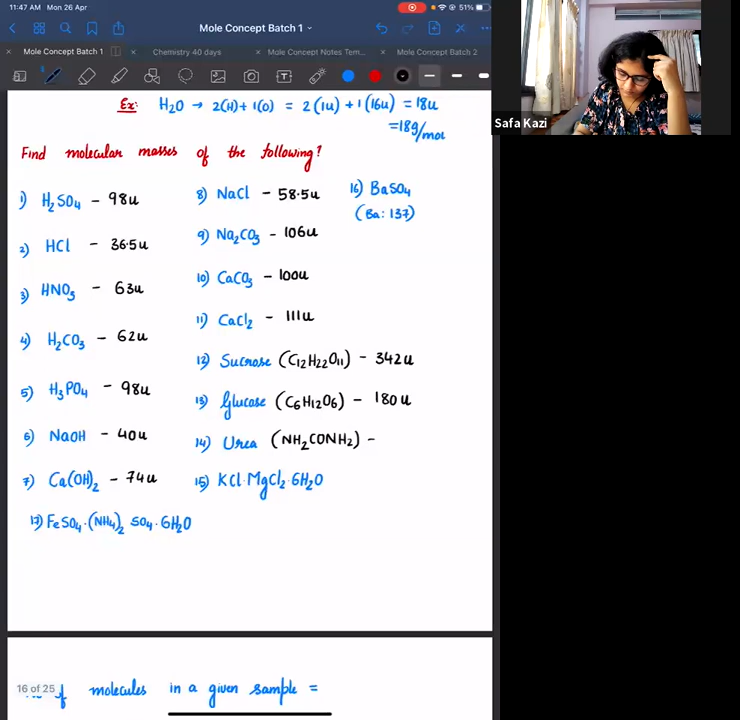 11:47 AM Mon 26 Apr
51%
Mole Concept Batch 1
Mole Concept Batch 1
Chemistry 40 days
Mole Concept Notes Tem...
Mole Concept Batch 2
Safa Kazi
Ex: H₂O → 2(H) + 1(O) = 2(1u) + 1(16u) = 18u
= 18g/mol
Find molecular masses of the following?
1) H₂SO₄ - 98u
2) HCl - 36.5u
3) HNO₃ - 63u
4) H₂CO₃ - 62u
5) H₃PO₄ - 98u
6) NaOH - 40u
7) Ca(OH)₂ - 74u
17) FeSO₄·(NH₄)₂ SO₄·6H₂O
8) NaCl - 58.5u
9) Na₂CO₃ - 106u
10) CaCO₃ - 100u
11) CaCl₂ - 111u
12) Sucrose (C₁₂H₂₂O₁₁) - 342u
13) Glucose (C₆H₁₂O₆) - 180u
14) Urea (NH₂CONH₂) -
15) KCl·MgCl₂·6H₂O
16) BaSO₄
(Ba: 137)
16 of 25
of molecules in a given sample =